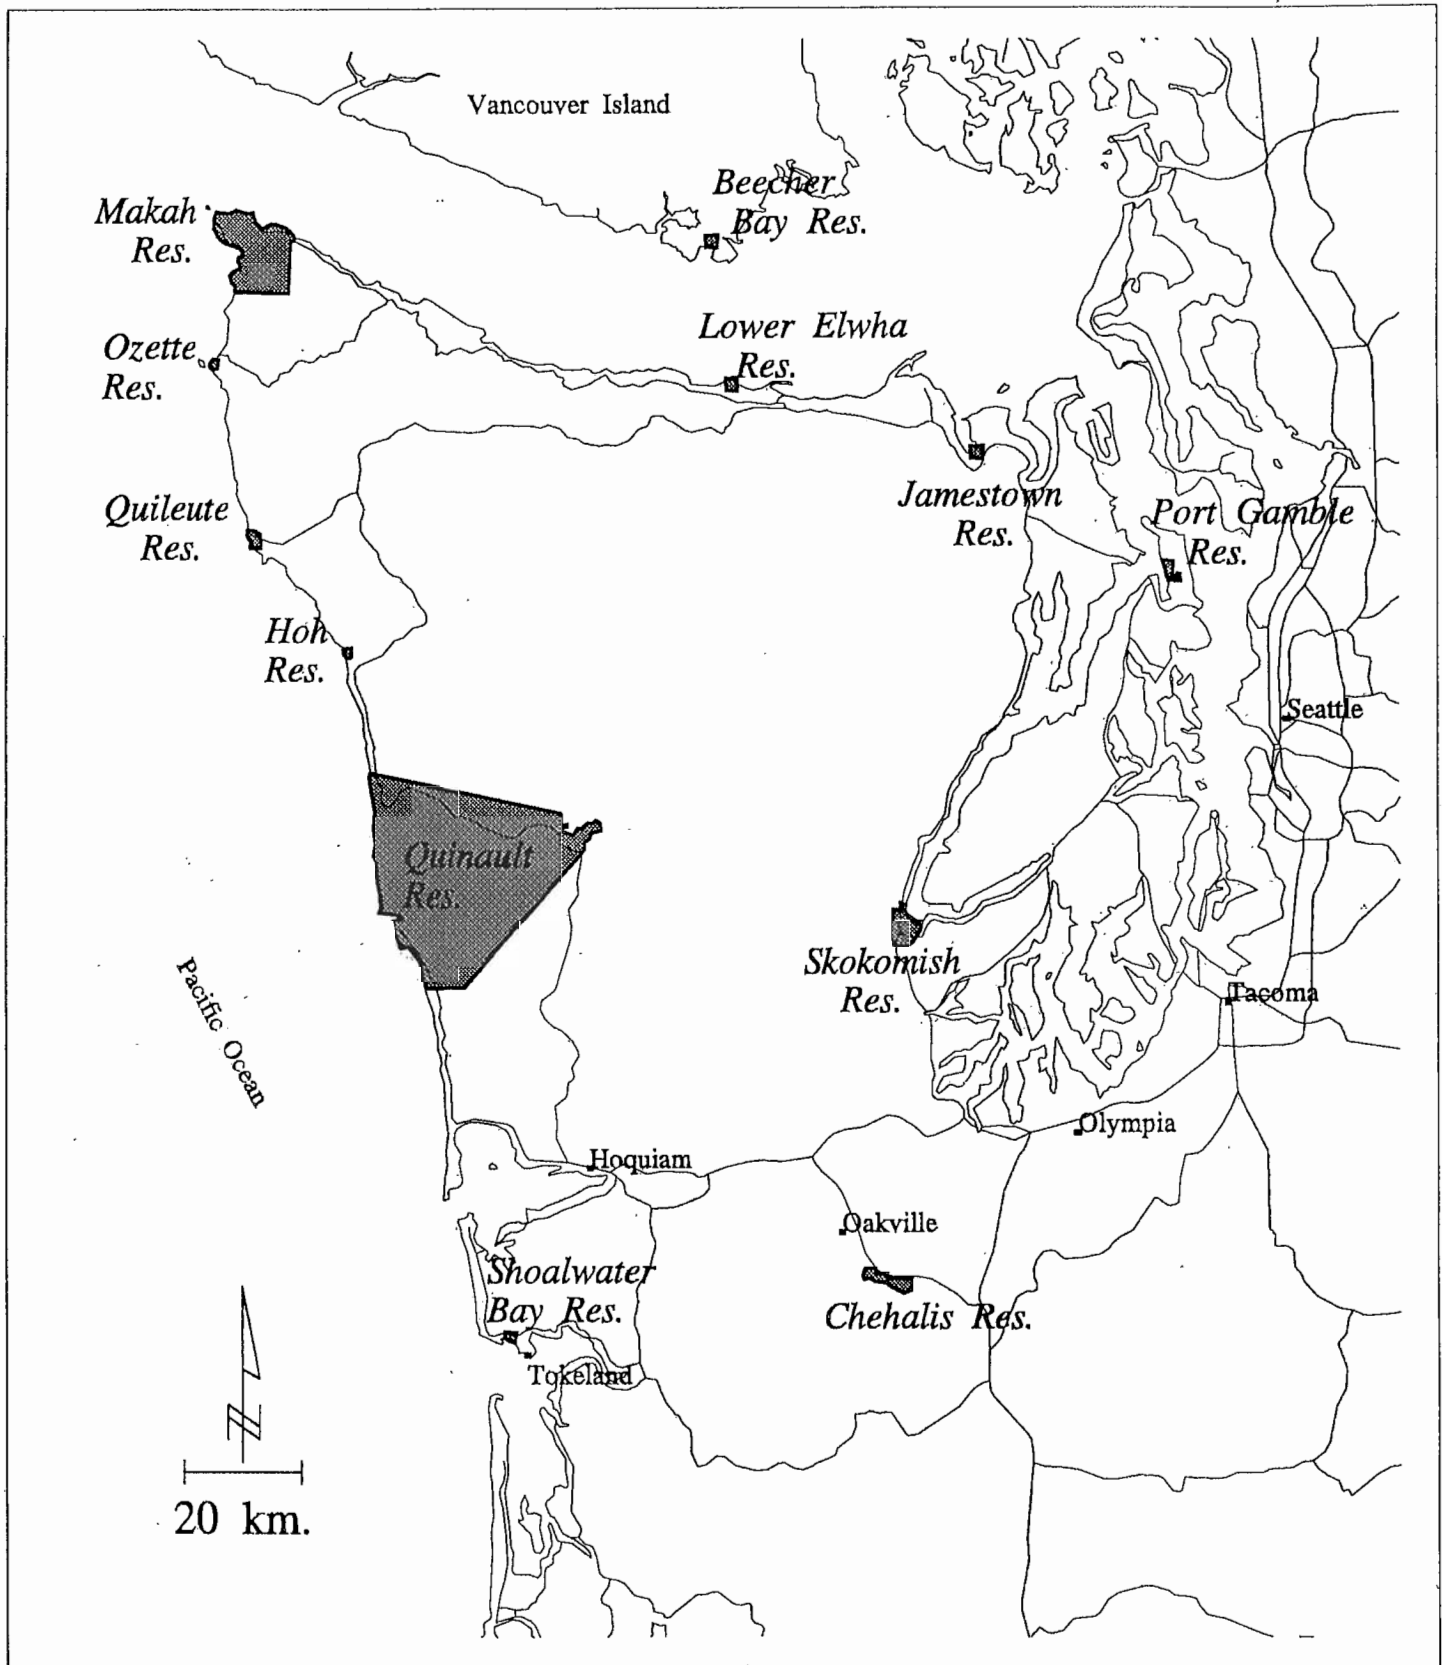 Vancouver Island
Beecher
Bay Res.
Makah
Res.
Lower Elwha
Res.
Ozette
Res.
Jamestown
Res.
Quileute
Res.
Port Gamble
Res.
Hoh
Res.
Seattle
Quinault
Res.
Skokomish
Res.
Tacoma
Pacific Ocean
Olympia
Hoquiam
Oakville
Shoalwater
Bay Res.
Chehalis Res.
Tokeland
N
20 km.